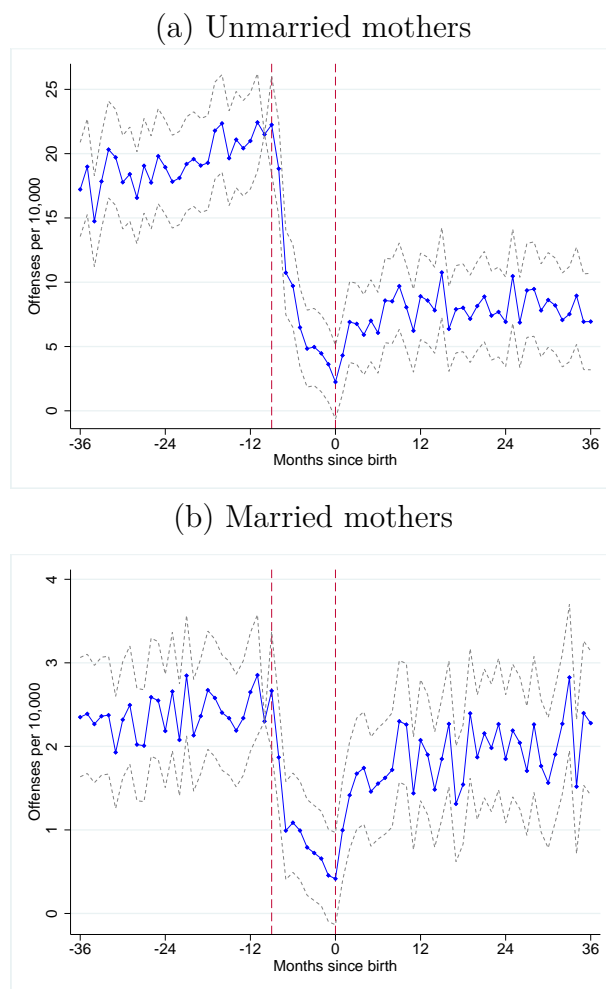 (a) Unmarried mothers
25
20
15
10
5
0
Offenses per 10,000
-36 -24 -12 0 12 24 36
Months since birth
(b) Married mothers
4
3
2
1
0
Offenses per 10,000
-36 -24 -12 0 12 24 36
Months since birth